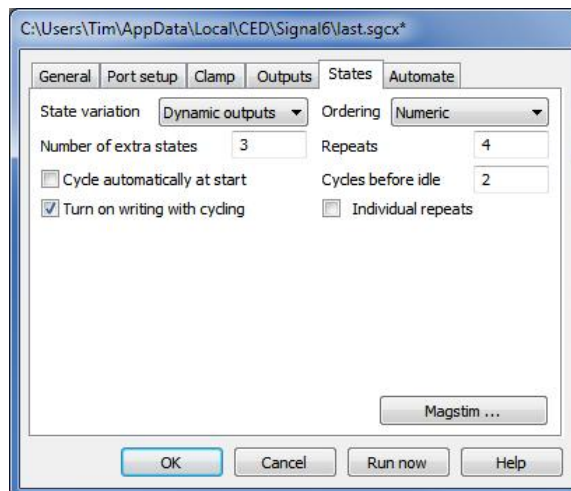 C:\Users\Tim\AppData\Local\CED\Signal6\last.sgcx*
General Port setup Clamp Outputs States Automate
State variation Dynamic outputs Ordering Numeric
Number of extra states 3 Repeats 4
Cycle automatically at start Cycles before idle 2
Turn on writing with cycling Individual repeats
Magstim ...
OK Cancel Run now Help